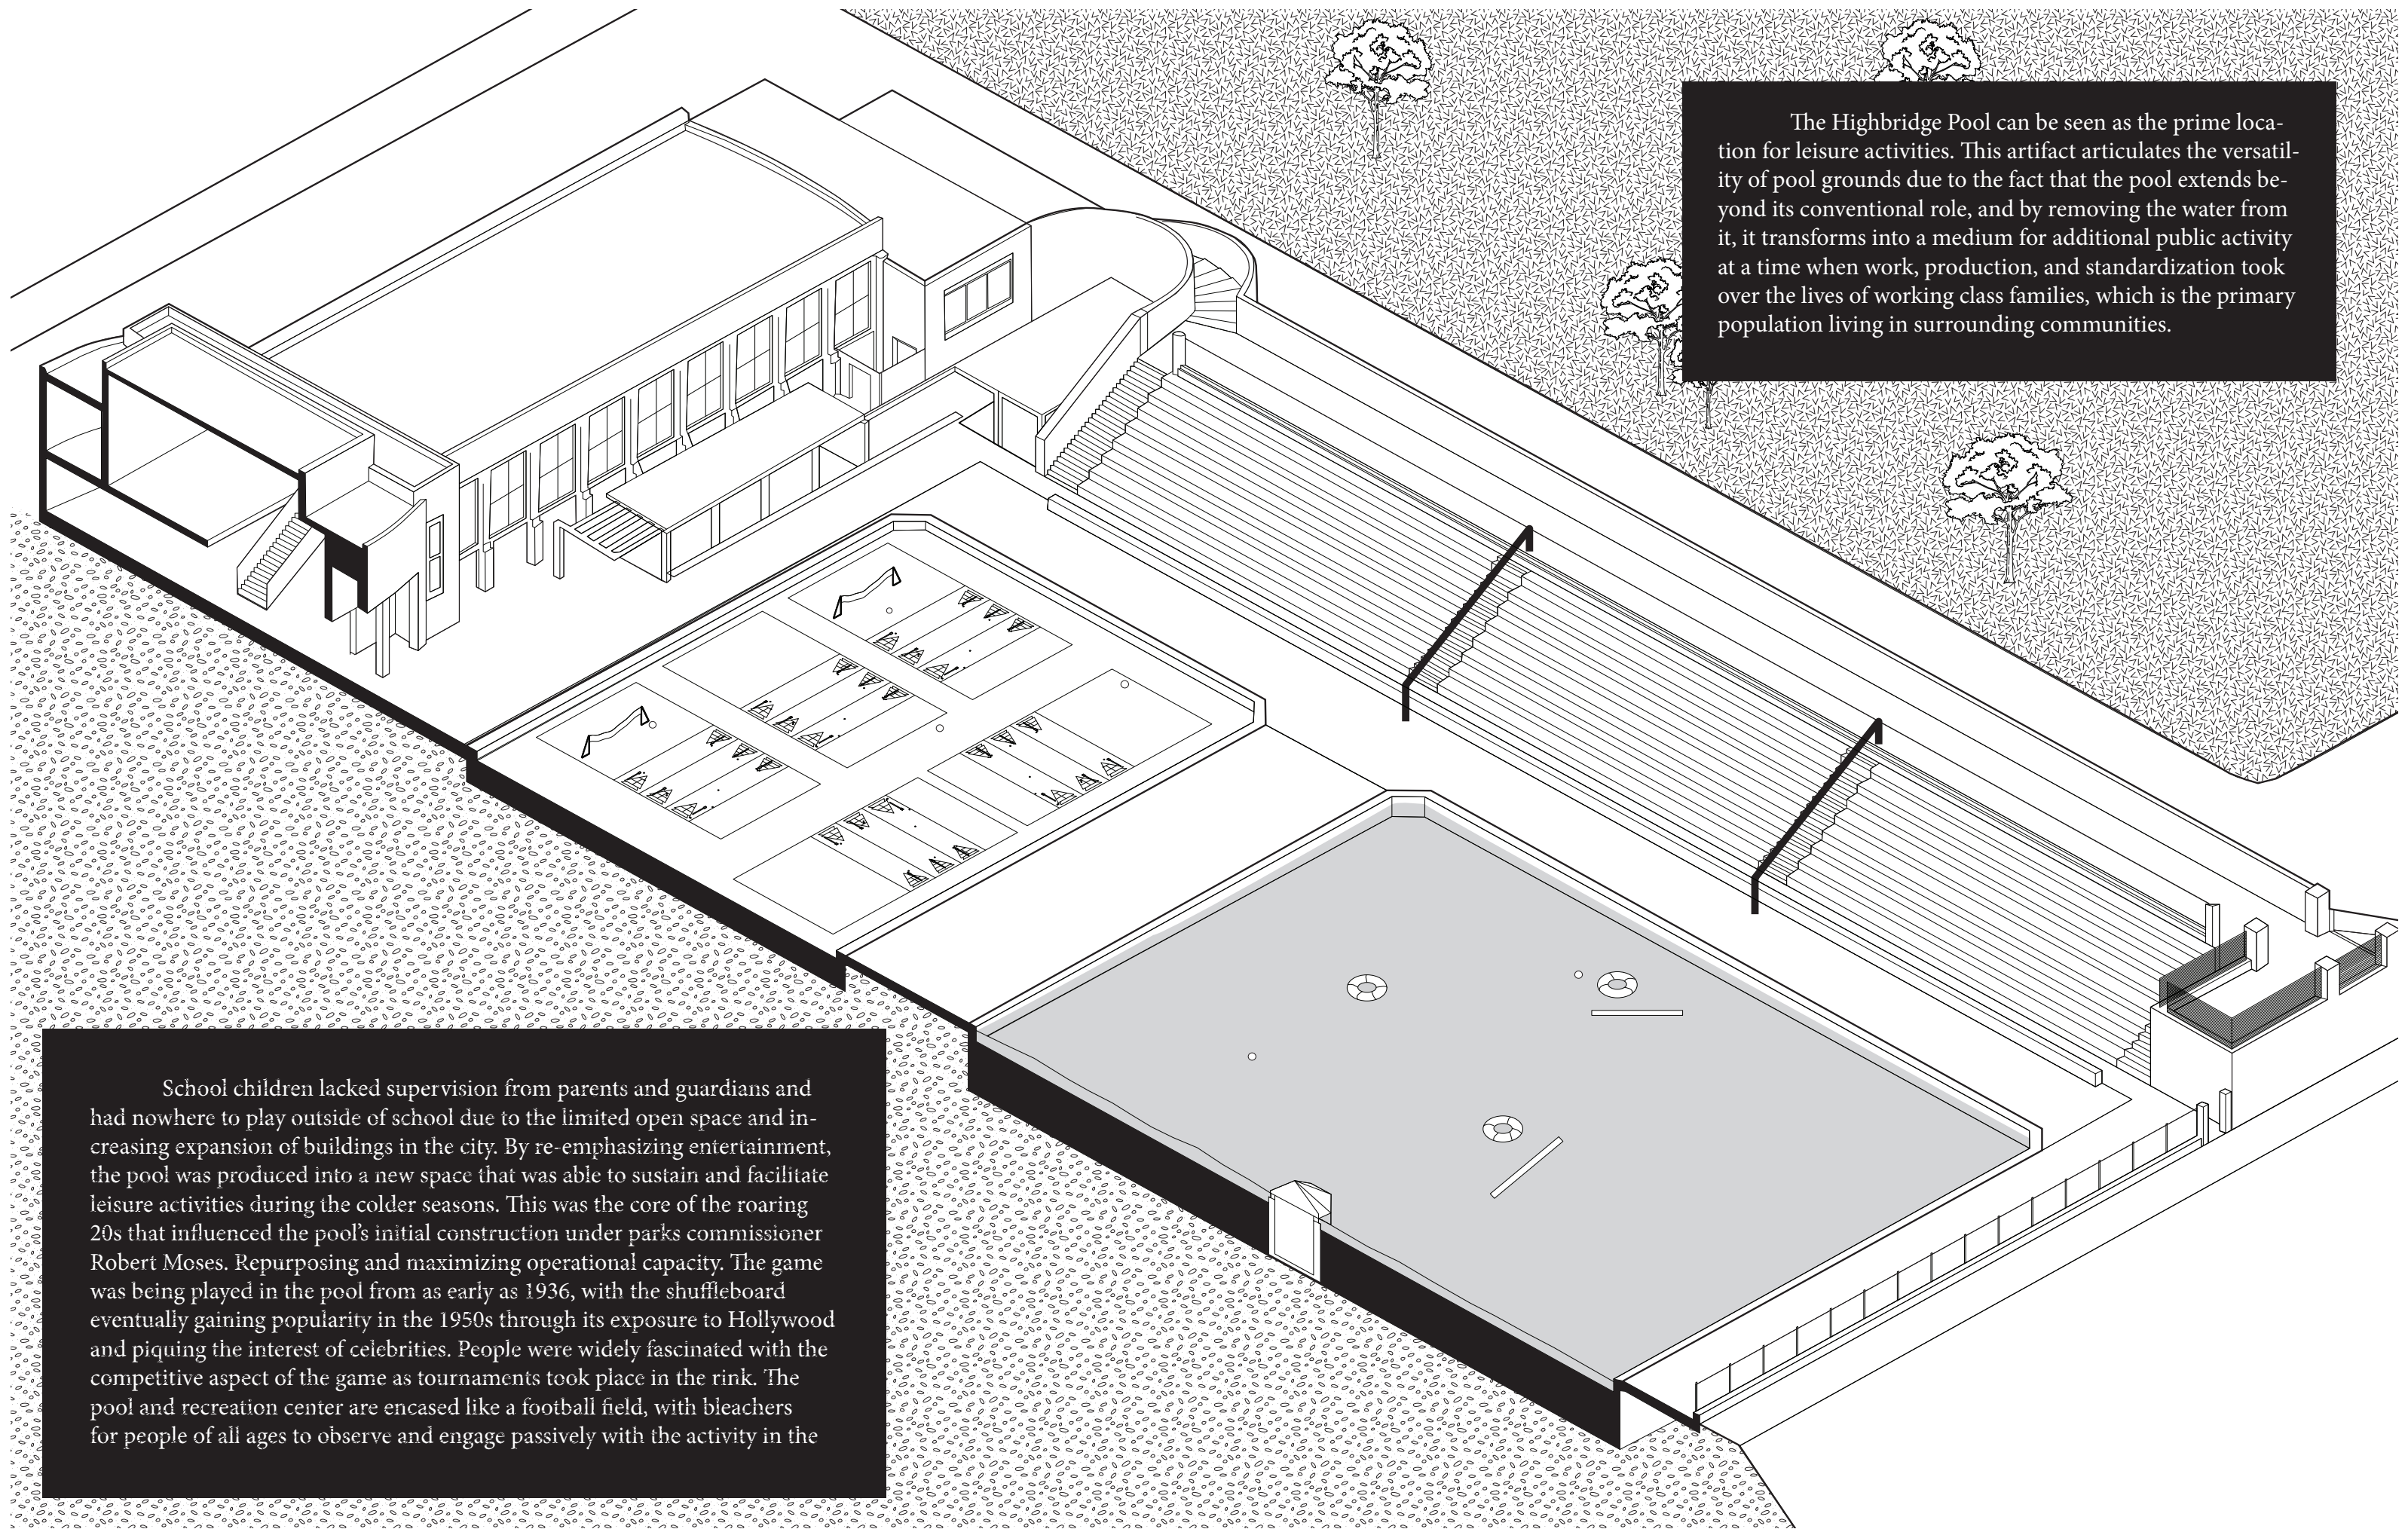 The Highbridge Pool can be seen as the prime loca-
tion for leisure activities. This artifact articulates the versatil-
ity of pool grounds due to the fact that the pool extends be-
yond its conventional role, and by removing the water from
it, it transforms into a medium for additional public activity
at a time when work, production, and standardization took
over the lives of working class families, which is the primary
population living in surrounding communities.
School children lacked supervision from parents and guardians and
had nowhere to play outside of school due to the limited open space and in-
creasing expansion of buildings in the city. By re-emphasizing entertainment,
the pool was produced into a new space that was able to sustain and facilitate
leisure activities during the colder seasons. This was the core of the roaring
20s that influenced the pool's initial construction under parks commissioner
Robert Moses. Repurposing and maximizing operational capacity. The game
was being played in the pool from as early as 1936, with the shuffleboard
eventually gaining popularity in the 1950s through its exposure to Hollywood
and piquing the interest of celebrities. People were widely fascinated with the
competitive aspect of the game as tournaments took place in the rink. The
pool and recreation center are encased like a football field, with bleachers
for people of all ages to observe and engage passively with the activity in the